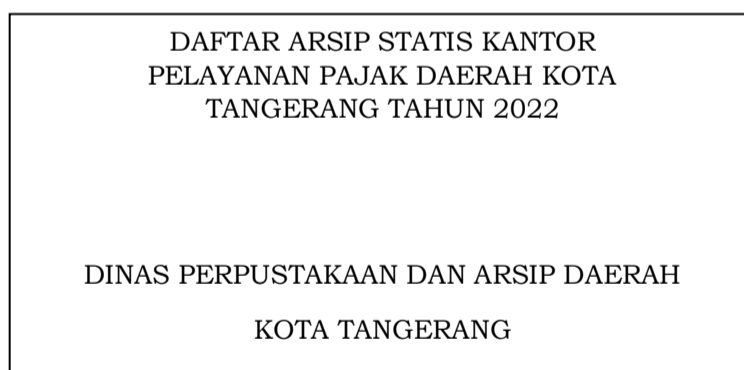 DAFTAR ARSIP STATIS KANTOR
PELAYANAN PAJAK DAERAH KOTA
TANGERANG TAHUN 2022
DINAS PERPUSTAKAAN DAN ARSIP DAERAH
KOTA TANGERANG